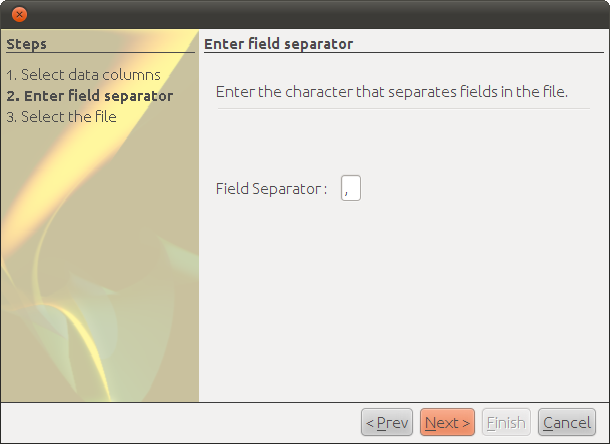 Steps
1. Select data columns
2. Enter field separator
3. Select the file
Enter field separator
Enter the character that separates fields in the file.
Field Separator : ,
< Prev
Next >
Finish
Cancel